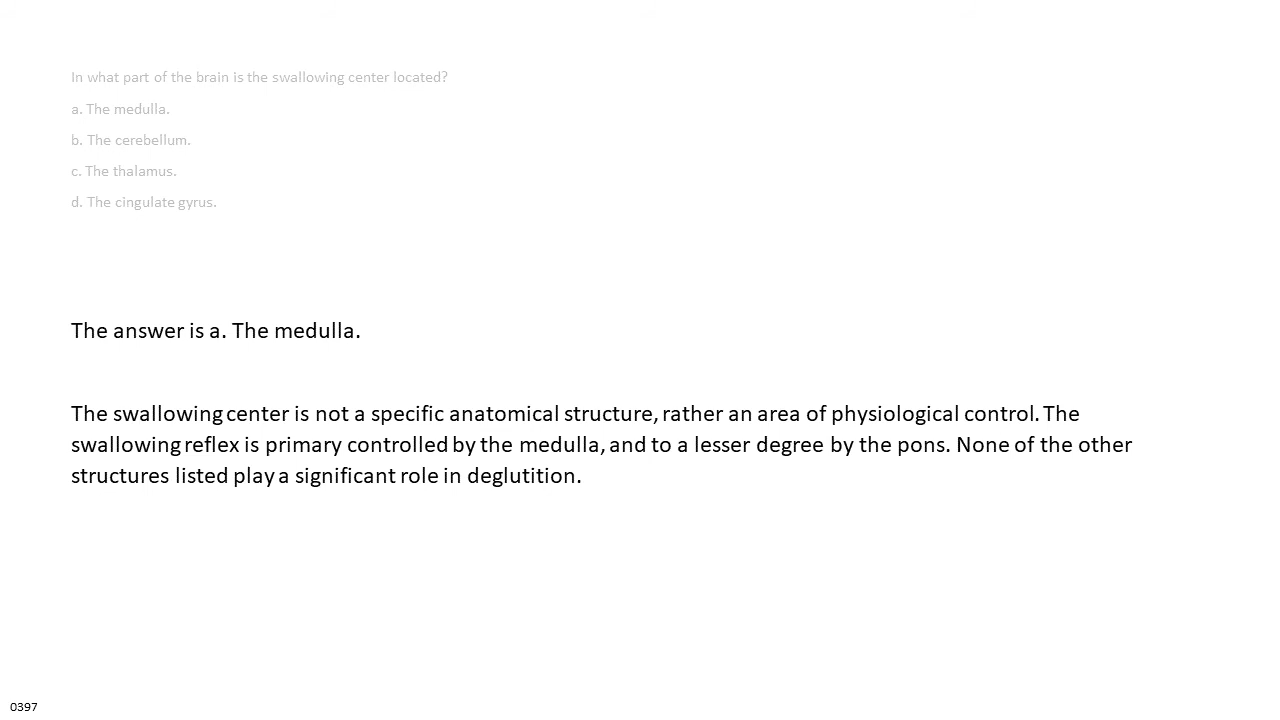 In what part of the brain is the swallowing center located?
a. The medulla.
b. The cerebellum.
c. The thalamus.
d. The cingulate gyrus.
The answer is a. The medulla.
The swallowing center is not a specific anatomical structure, rather an area of physiological control. The
swallowing reflex is primary controlled by the medulla, and to a lesser degree by the pons. None of the other
structures listed play a significant role in deglutition.
0397